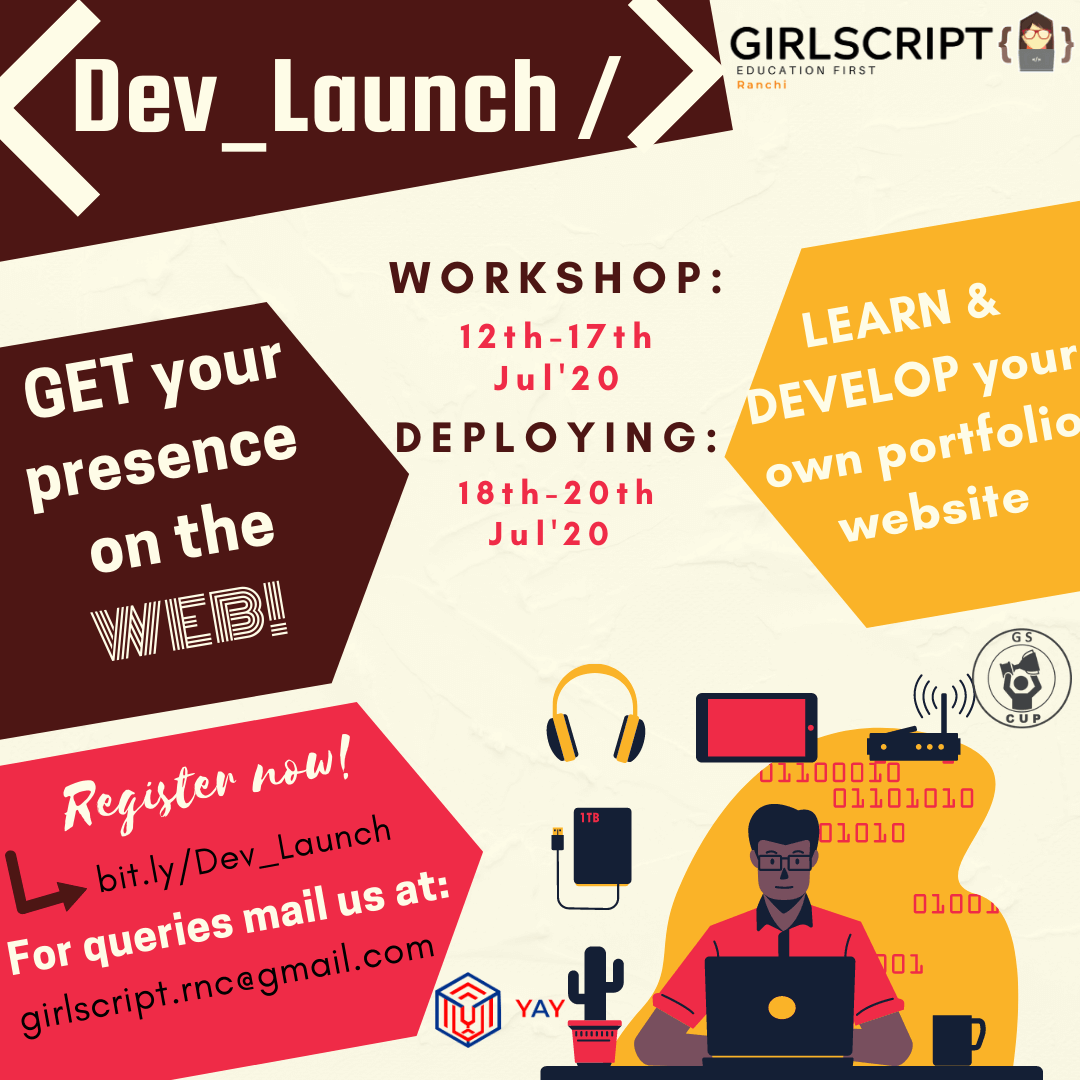 < Dev_Launch / >
GIRLSCRIPT { </> }
EDUCATION FIRST
Ranchi
WORKSHOP:
12th-17th
Jul'20
DEPLOYING:
18th-20th
Jul'20
GET your
presence
on the
WEB!
LEARN &
DEVELOP your
own portfolio
website
Register now!
bit.ly/Dev_Launch
For queries mail us at:
girlscript.rnc@gmail.com
YAY
GS
CUP
1TB
01100010
01101010
01010
01001
001